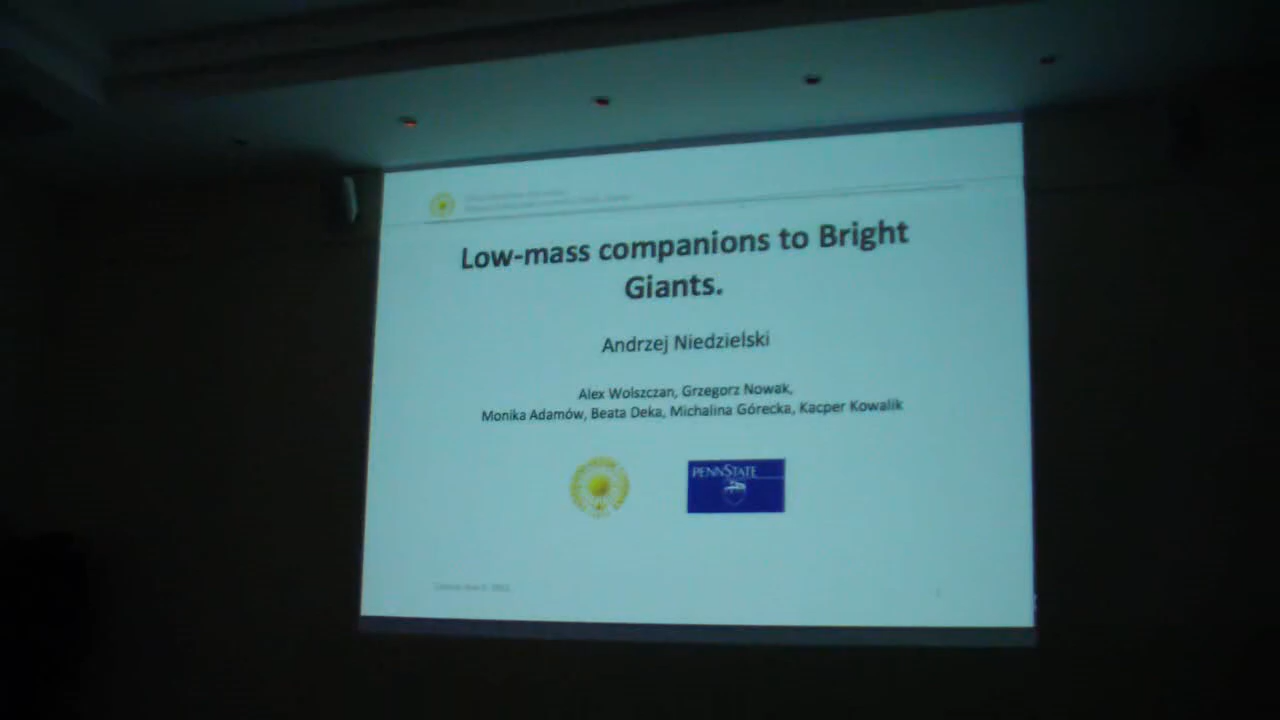 Low-mass companions to Bright
Giants.
Andrzej Niedzielski
Alex Wolszczan, Grzegorz Nowak,
Monika Adamów, Beata Deka, Michalina Górecka, Kacper Kowalik
PENNSTATE